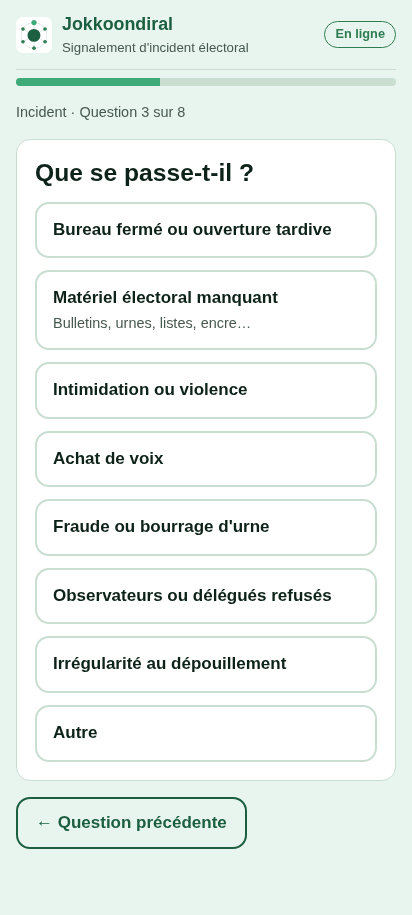 Jokkoondiral
Signalement d'incident électoral
En ligne
Incident · Question 3 sur 8
Que se passe-t-il ?
Bureau fermé ou ouverture tardive
Matériel électoral manquant
Bulletins, urnes, listes, encre…
Intimidation ou violence
Achat de voix
Fraude ou bourrage d'urne
Observateurs ou délégués refusés
Irrégularité au dépouillement
Autre
← Question précédente